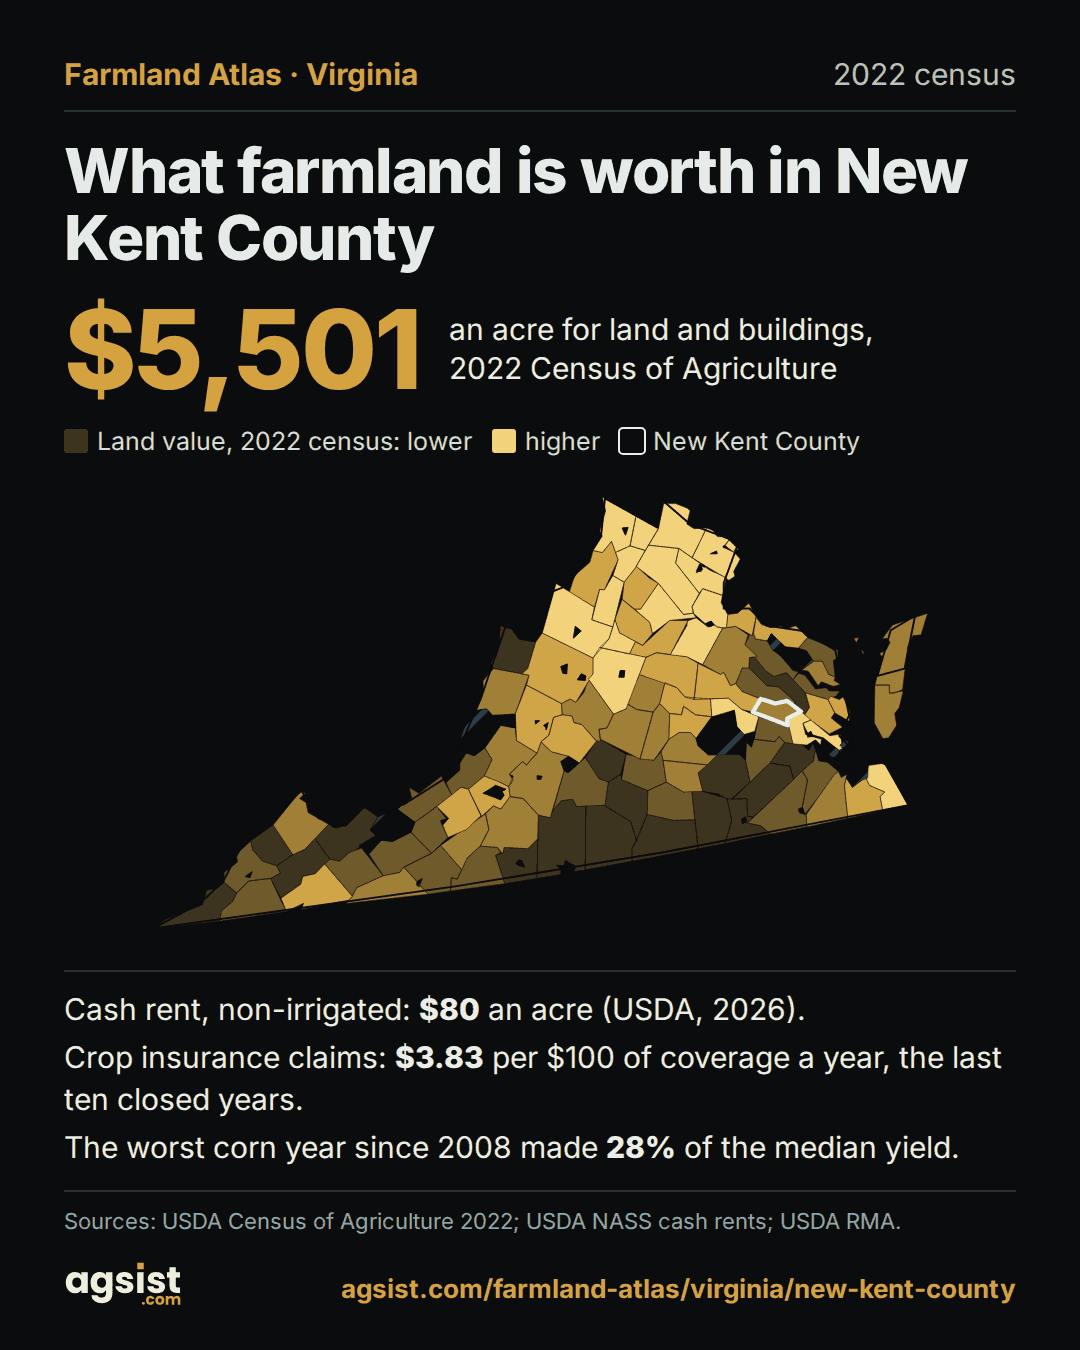 Farmland Atlas · Virginia
2022 census
What farmland is worth in New
Kent County
$5,501
an acre for land and buildings,
2022 Census of Agriculture
Land value, 2022 census: lower
higher
New Kent County
Cash rent, non-irrigated: $80 an acre (USDA, 2026).
Crop insurance claims: $3.83 per $100 of coverage a year, the last
ten closed years.
The worst corn year since 2008 made 28% of the median yield.
Sources: USDA Census of Agriculture 2022; USDA NASS cash rents; USDA RMA.
agsist
.com
agsist.com/farmland-atlas/virginia/new-kent-county